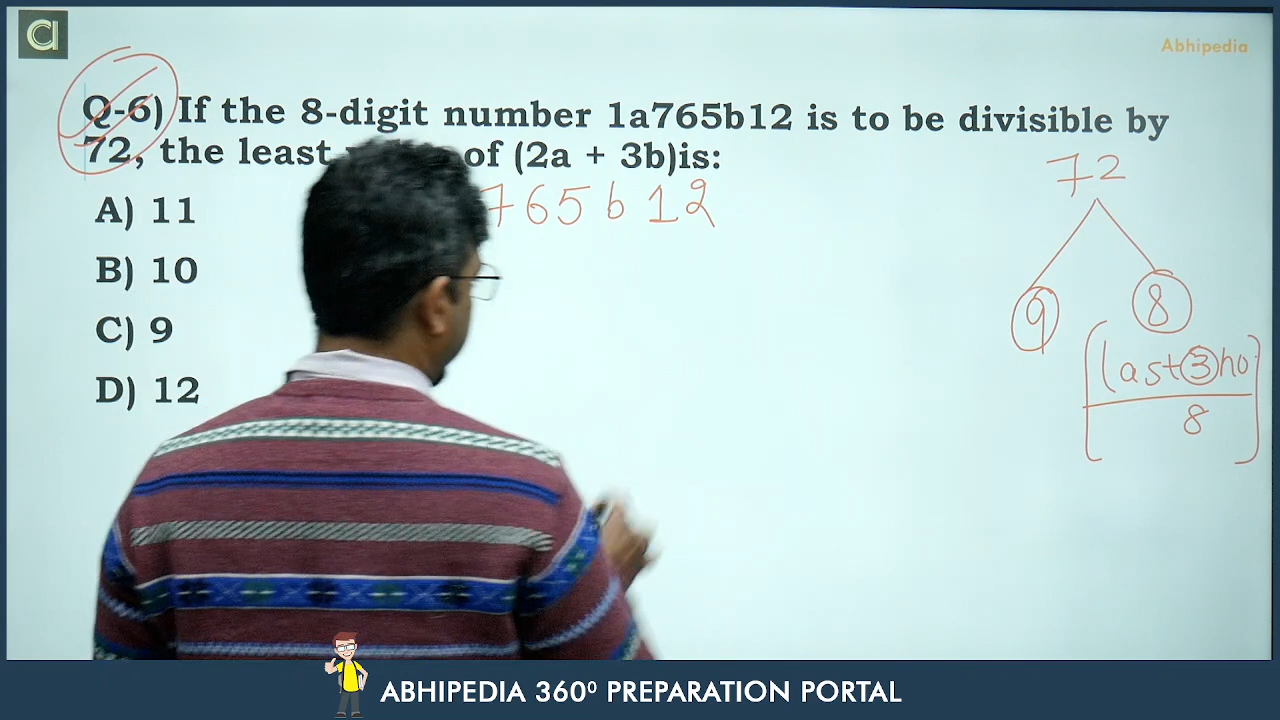 Abhipedia
Q-6) If the 8-digit number 1a765b12 is to be divisible by
72, the least of (2a + 3b)is:
A) 11
B) 10
C) 9
D) 12
765b12
72
9 8
last 3 no
8
ABHIPEDIA 360⁰ PREPARATION PORTAL